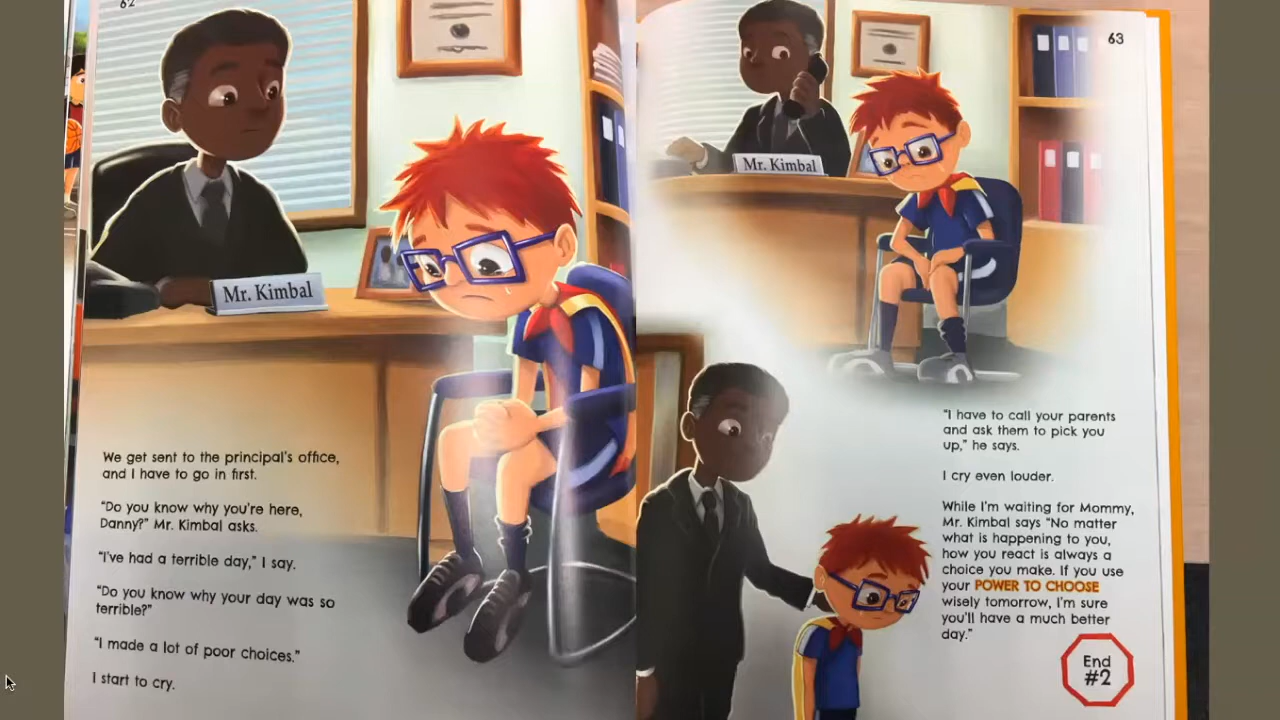 62
Mr. Kimbal
We get sent to the principal's office,
and I have to go in first.
"Do you know why you're here,
Danny?" Mr. Kimbal asks.
"I've had a terrible day," I say.
"Do you know why your day was so
terrible?"
"I made a lot of poor choices."
I start to cry.
63
Mr. Kimbal
"I have to call your parents
and ask them to pick you
up," he says.
I cry even louder.
While I'm waiting for Mommy,
Mr. Kimbal says "No matter
what is happening to you,
how you react is always a
choice you make. If you use
your POWER TO CHOOSE
wisely tomorrow, I'm sure
you'll have a much better
day."
End
#2